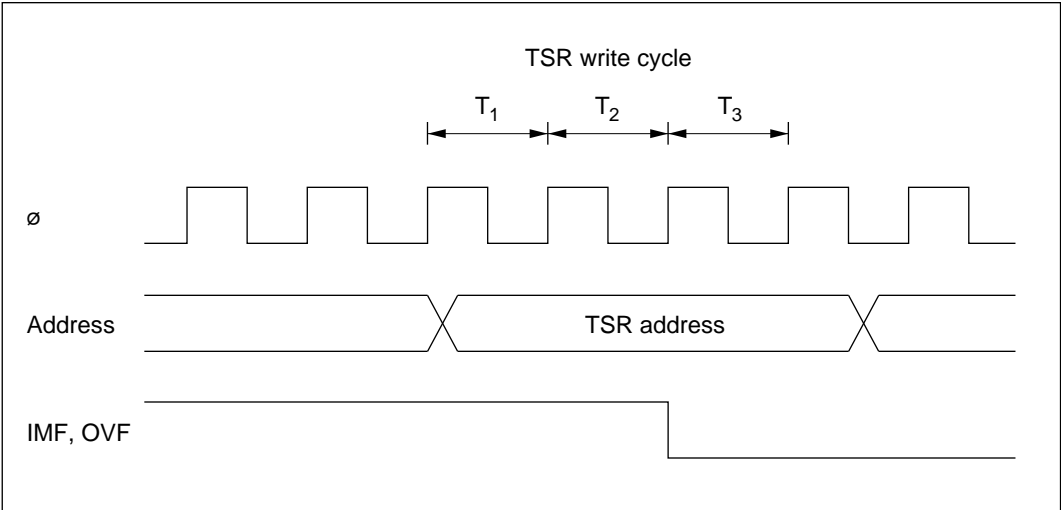 TSR write cycle
T1 T2 T3
ø
Address
TSR address
IMF, OVF